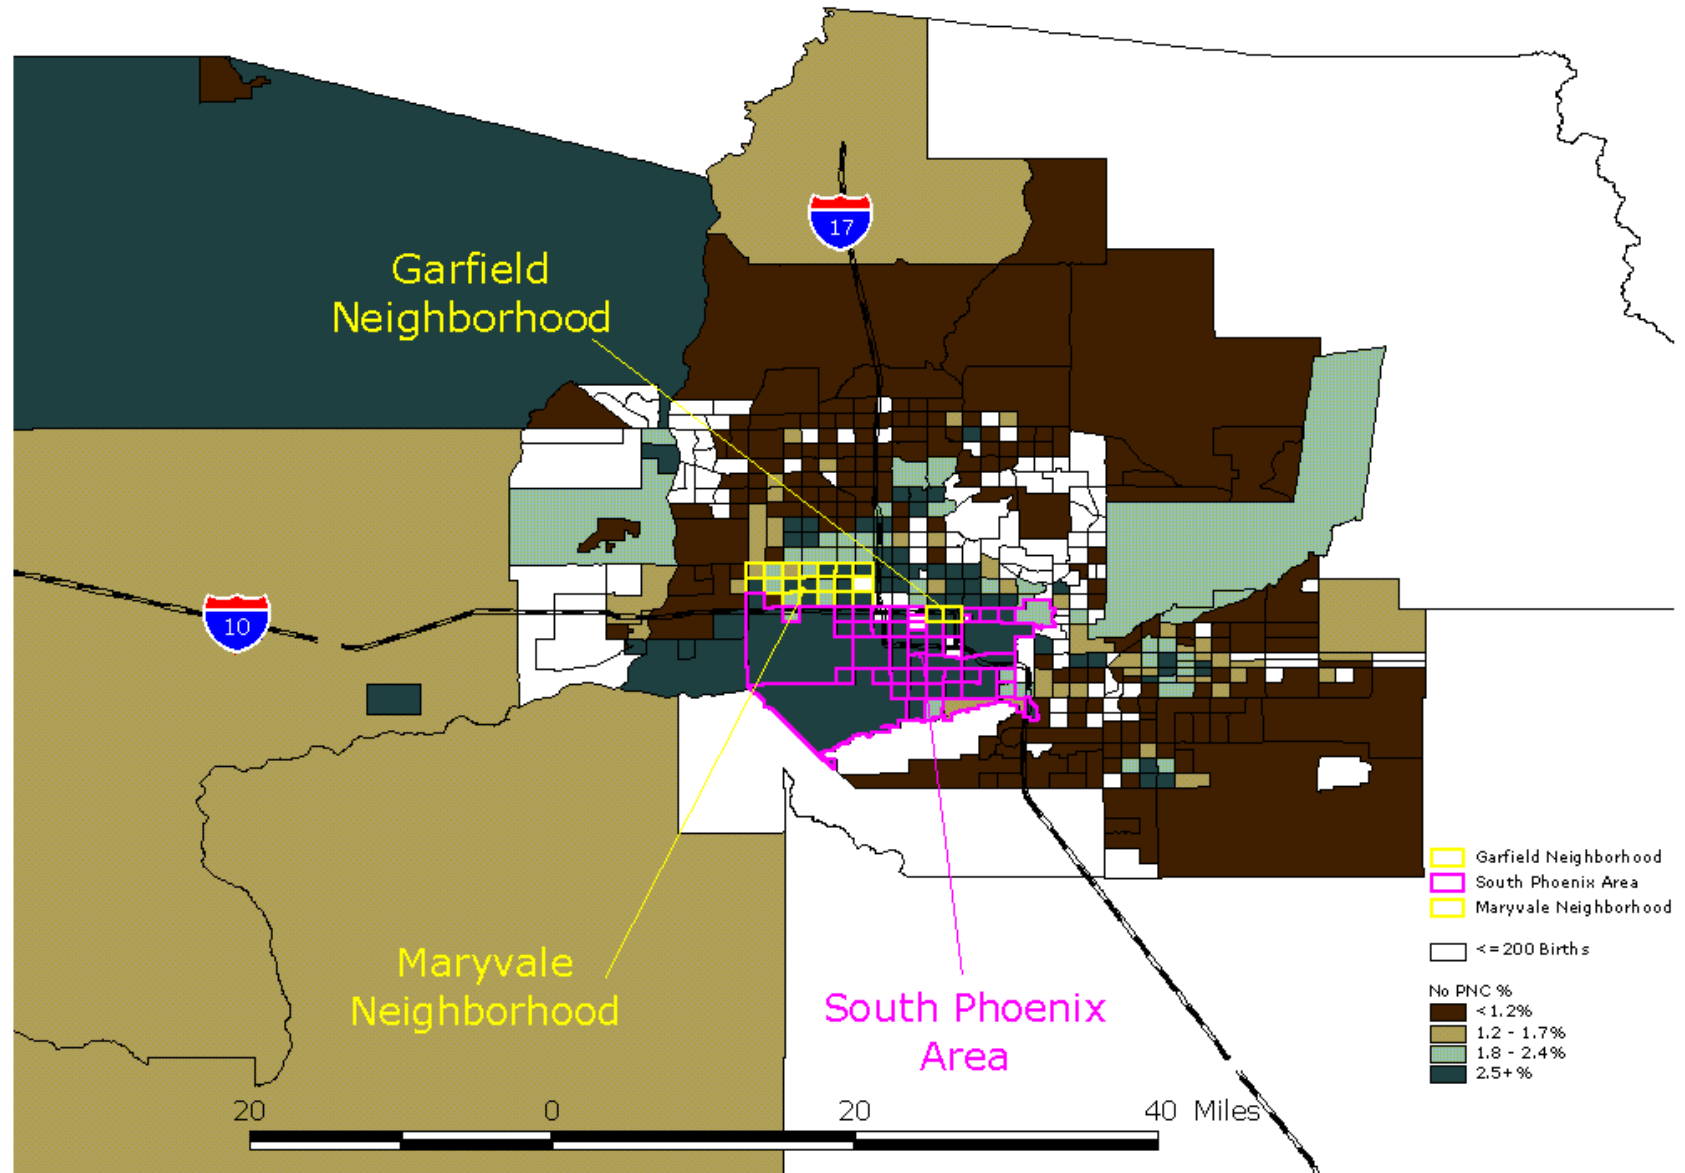 17
Garfield
Neighborhood
10
Maryvale
Neighborhood
South Phoenix
Area
Garfield Neighborhood
South Phoenix Area
Maryvale Neighborhood
<=200 Births
No PNC %
<1.2%
1.2 - 1.7%
1.8 - 2.4%
2.5+%
20 0 20 40 Miles